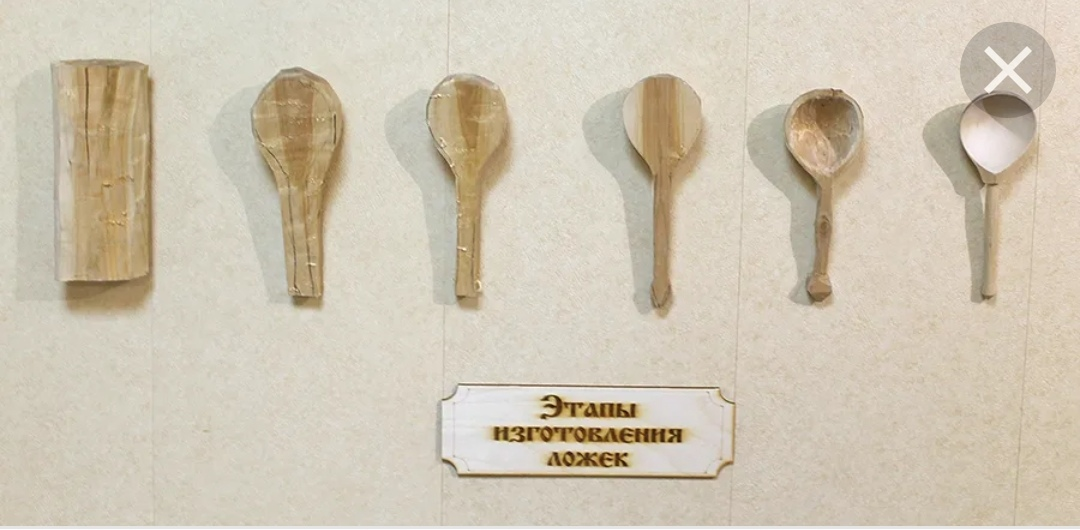 Этапы
изготовления
ложек